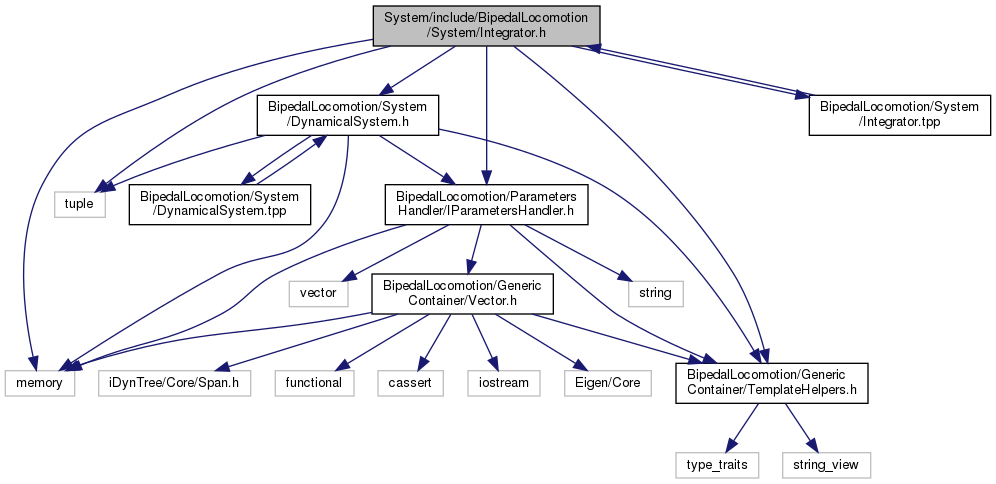 System/include/BipedalLocomotion
/System/Integrator.h
BipedalLocomotion/System
/DynamicalSystem.h
BipedalLocomotion/System
/Integrator.tpp
tuple
BipedalLocomotion/System
/DynamicalSystem.tpp
BipedalLocomotion/Parameters
Handler/IParametersHandler.h
vector
BipedalLocomotion/Generic
Container/Vector.h
string
memory
iDynTree/Core/Span.h
functional
cassert
iostream
Eigen/Core
BipedalLocomotion/Generic
Container/TemplateHelpers.h
type_traits
string_view